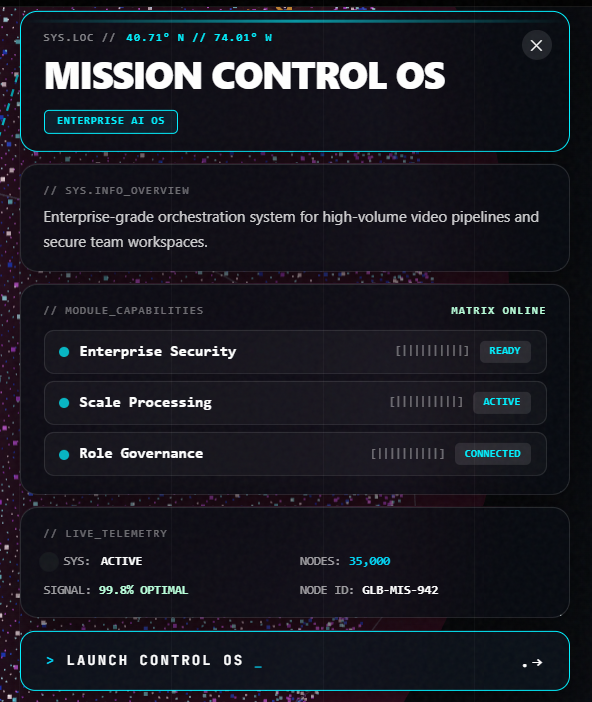 SYS.LOC // 40.71° N // 74.01° W
MISSION CONTROL OS
ENTERPRISE AI OS
// SYS.INFO_OVERVIEW
Enterprise-grade orchestration system for high-volume video pipelines and
secure team workspaces.
// MODULE_CAPABILITIES MATRIX ONLINE
Enterprise Security [||||||||||] READY
Scale Processing [||||||||||] ACTIVE
Role Governance [||||||||||] CONNECTED
// LIVE_TELEMETRY
SYS: ACTIVE NODES: 35,000
SIGNAL: 99.8% OPTIMAL NODE ID: GLB-MIS-942
> LAUNCH CONTROL OS _ .→